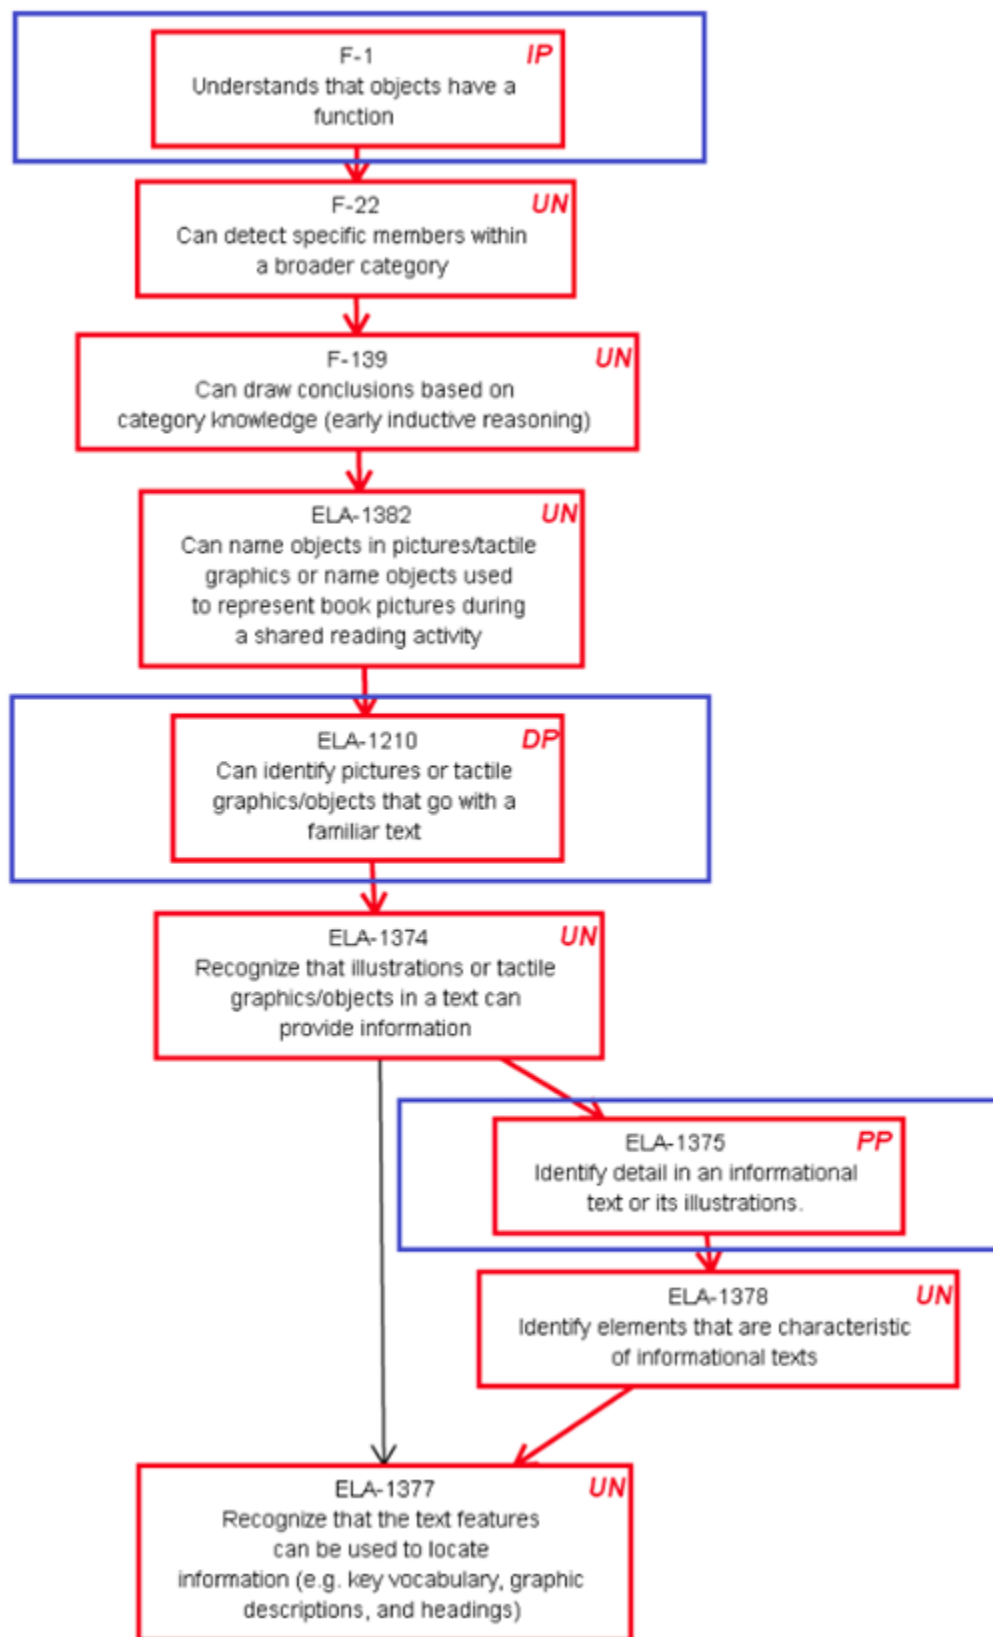 F-1
IP
Understands that objects have a
function
F-22
UN
Can detect specific members within
a broader category
F-139
UN
Can draw conclusions based on
category knowledge (early inductive reasoning)
ELA-1382
UN
Can name objects in pictures/tactile
graphics or name objects used
to represent book pictures during
a shared reading activity
ELA-1210
DP
Can identify pictures or tactile
graphics/objects that go with a
familiar text
ELA-1374
UN
Recognize that illustrations or tactile
graphics/objects in a text can
provide information
ELA-1375
PP
Identify detail in an informational
text or its illustrations.
ELA-1378
UN
Identify elements that are characteristic
of informational texts
ELA-1377
UN
Recognize that the text features
can be used to locate
information (e.g. key vocabulary, graphic
descriptions, and headings)